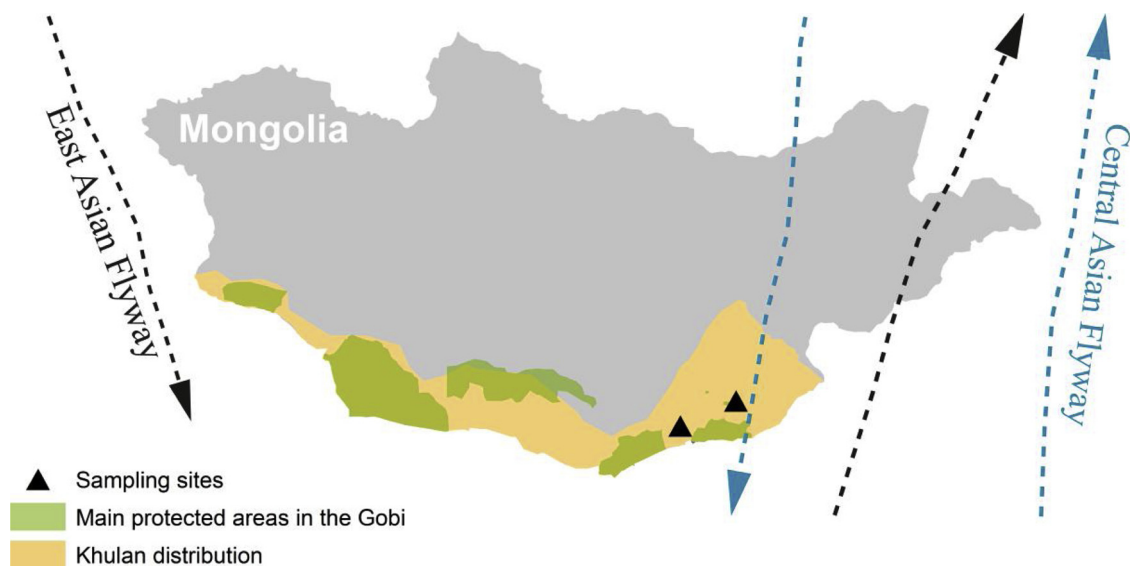 Mongolia
East Asian Flyway
Central Asian Flyway
Sampling sites
Main protected areas in the Gobi
Khulan distribution